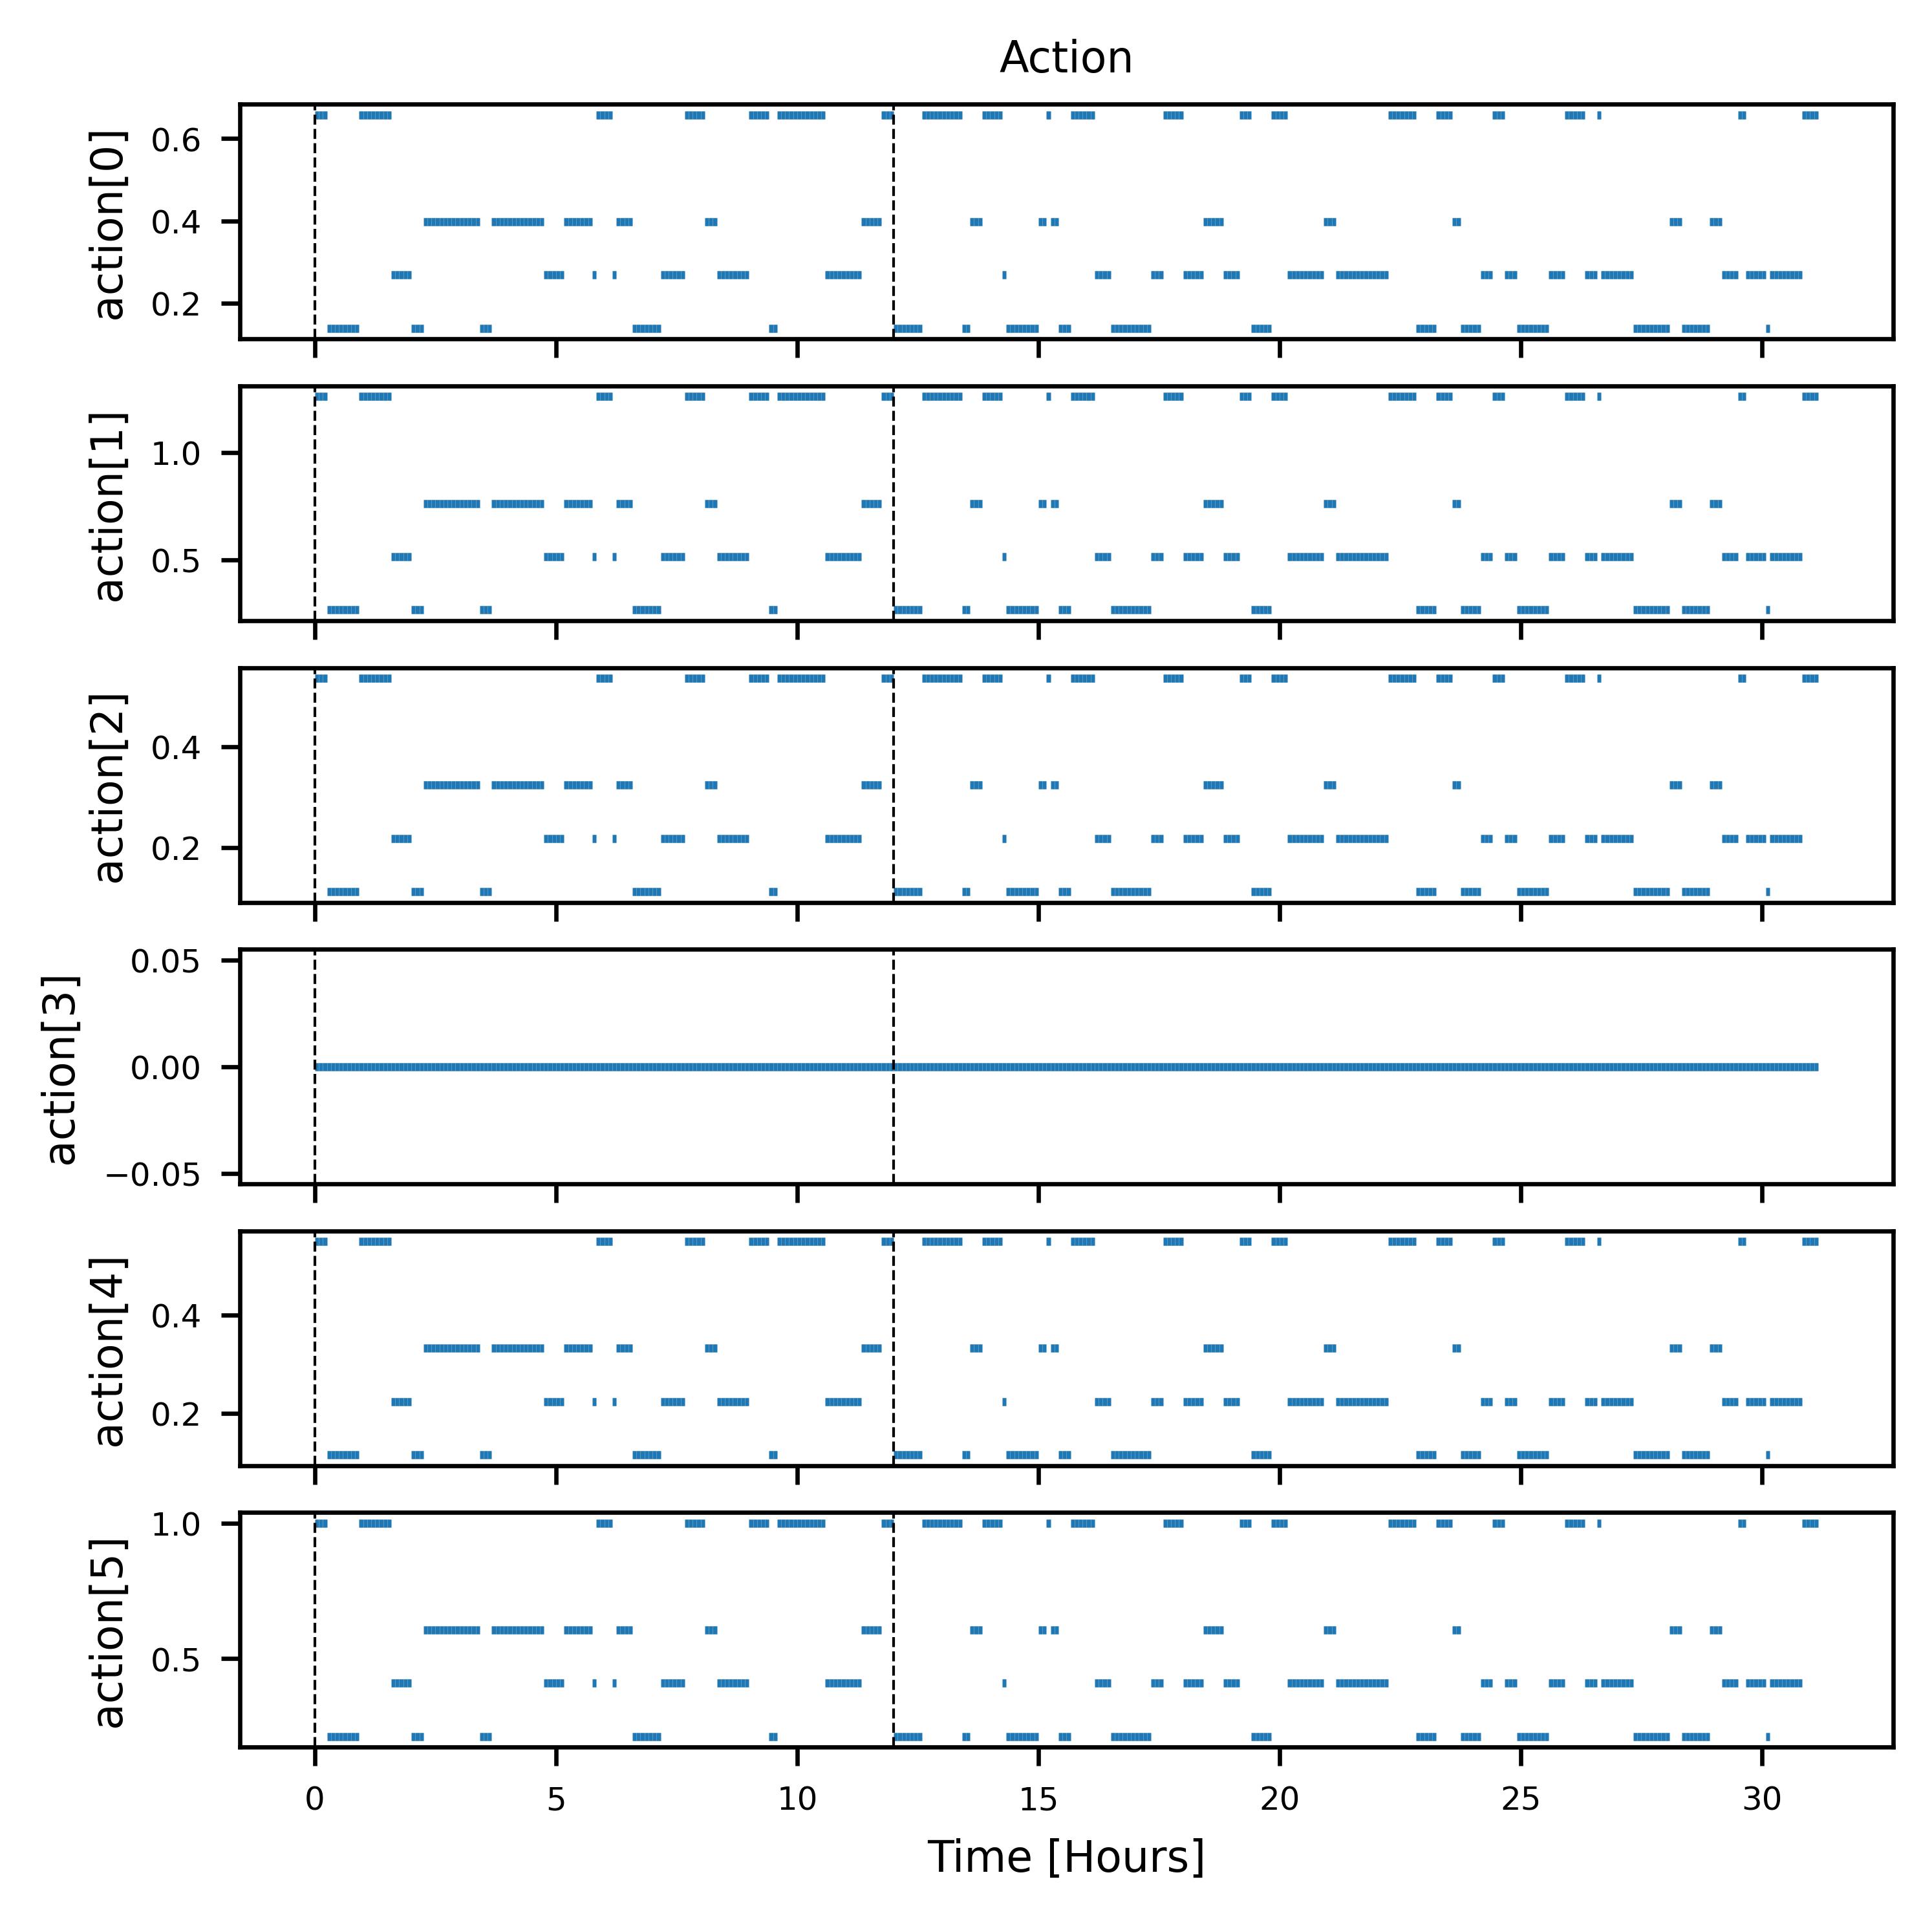 Action
action[0]
0.6
0.4
0.2
action[1]
1.0
0.5
action[2]
0.4
0.2
action[3]
0.05
0.00
−0.05
action[4]
0.4
0.2
action[5]
1.0
0.5
0 5 10 15 20 25 30
Time [Hours]